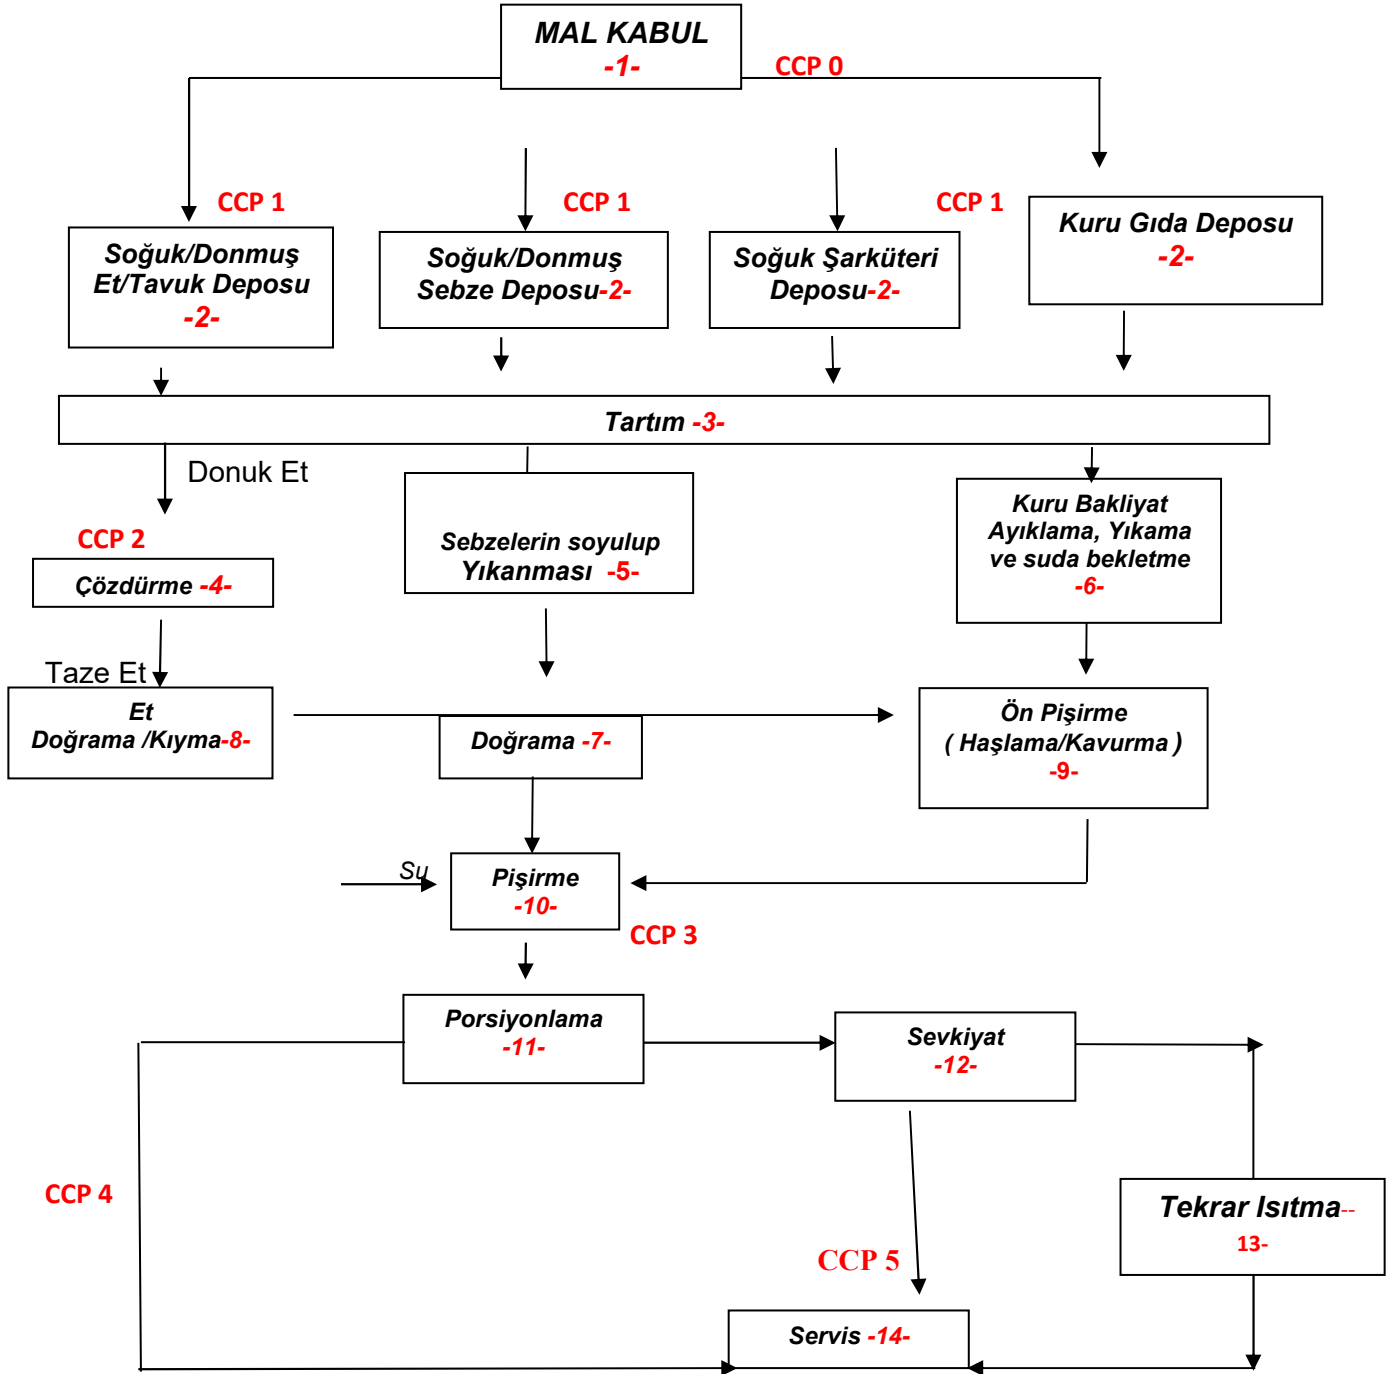 MAL KABUL
-1-
CCP 0
CCP 1
CCP 1
CCP 1
Soğuk/Donmuş
Et/Tavuk Deposu
-2-
Soğuk/Donmuş
Sebze Deposu-2-
Soğuk Şarküteri
Deposu-2-
Kuru Gıda Deposu
-2-
Tartım -3-
Donuk Et
CCP 2
Çözdürme -4-
Sebzelerin soyulup
Yıkanması -5-
Kuru Bakliyat
Ayıklama, Yıkama
ve suda bekletme
-6-
Taze Et
Et
Doğrama /Kıyma-8-
Doğrama -7-
Ön Pişirme
( Haşlama/Kavurma )
-9-
Su
Pişirme
-10-
CCP 3
Porsiyonlama
-11-
Sevkiyat
-12-
CCP 4
Tekrar Isıtma--
13-
CCP 5
Servis -14-